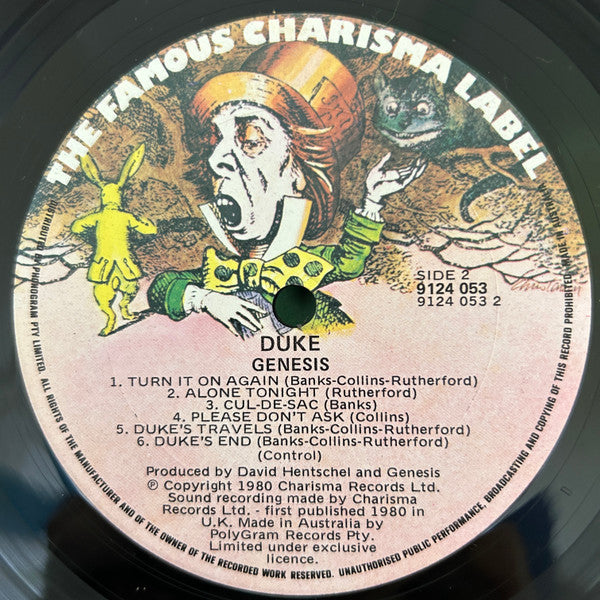 THE FAMOUS CHARISMA LABEL
SIDE 2
9124 053
9124 053 2
DUKE
GENESIS
1. TURN IT ON AGAIN (Banks-Collins-Rutherford)
2. ALONE TONIGHT (Rutherford)
3. CUL-DE-SAC (Banks)
4. PLEASE DON'T ASK (Collins)
5. DUKE'S TRAVELS (Banks-Collins-Rutherford)
6. DUKE'S END (Banks-Collins-Rutherford)
(Control)
Produced by David Hentschel and Genesis
℗ Copyright 1980 Charisma Records Ltd.
Sound recording made by Charisma
Records Ltd. - first published 1980 in
U.K. Made in Australia by
PolyGram Records Pty.
Limited under exclusive
licence.
DISTRIBUTED BY PHONOGRAM PTY LIMITED. ALL RIGHTS OF THE MANUFACTURER AND OF THE OWNER OF THE RECORDED WORK RESERVED. UNAUTHORISED PUBLIC PERFORMANCE, BROADCASTING AND COPYING OF THIS RECORD PROHIBITED. MADE IN AUSTRALIA